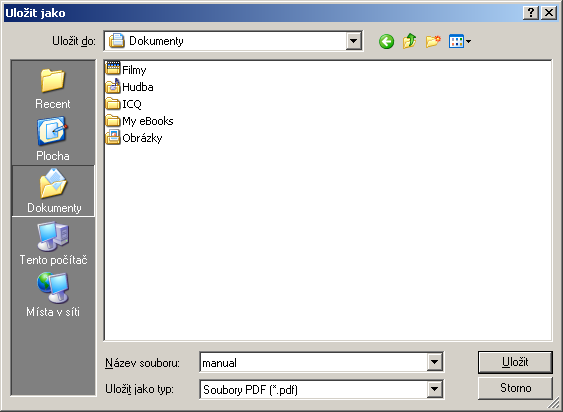 Uložit jako
Uložit do: Dokumenty
Recent
Plocha
Dokumenty
Tento počítač
Místa v síti
Filmy
Hudba
ICQ
My eBooks
Obrázky
Název souboru: manual
Uložit
Uložit jako typ: Soubory PDF (*.pdf)
Storno